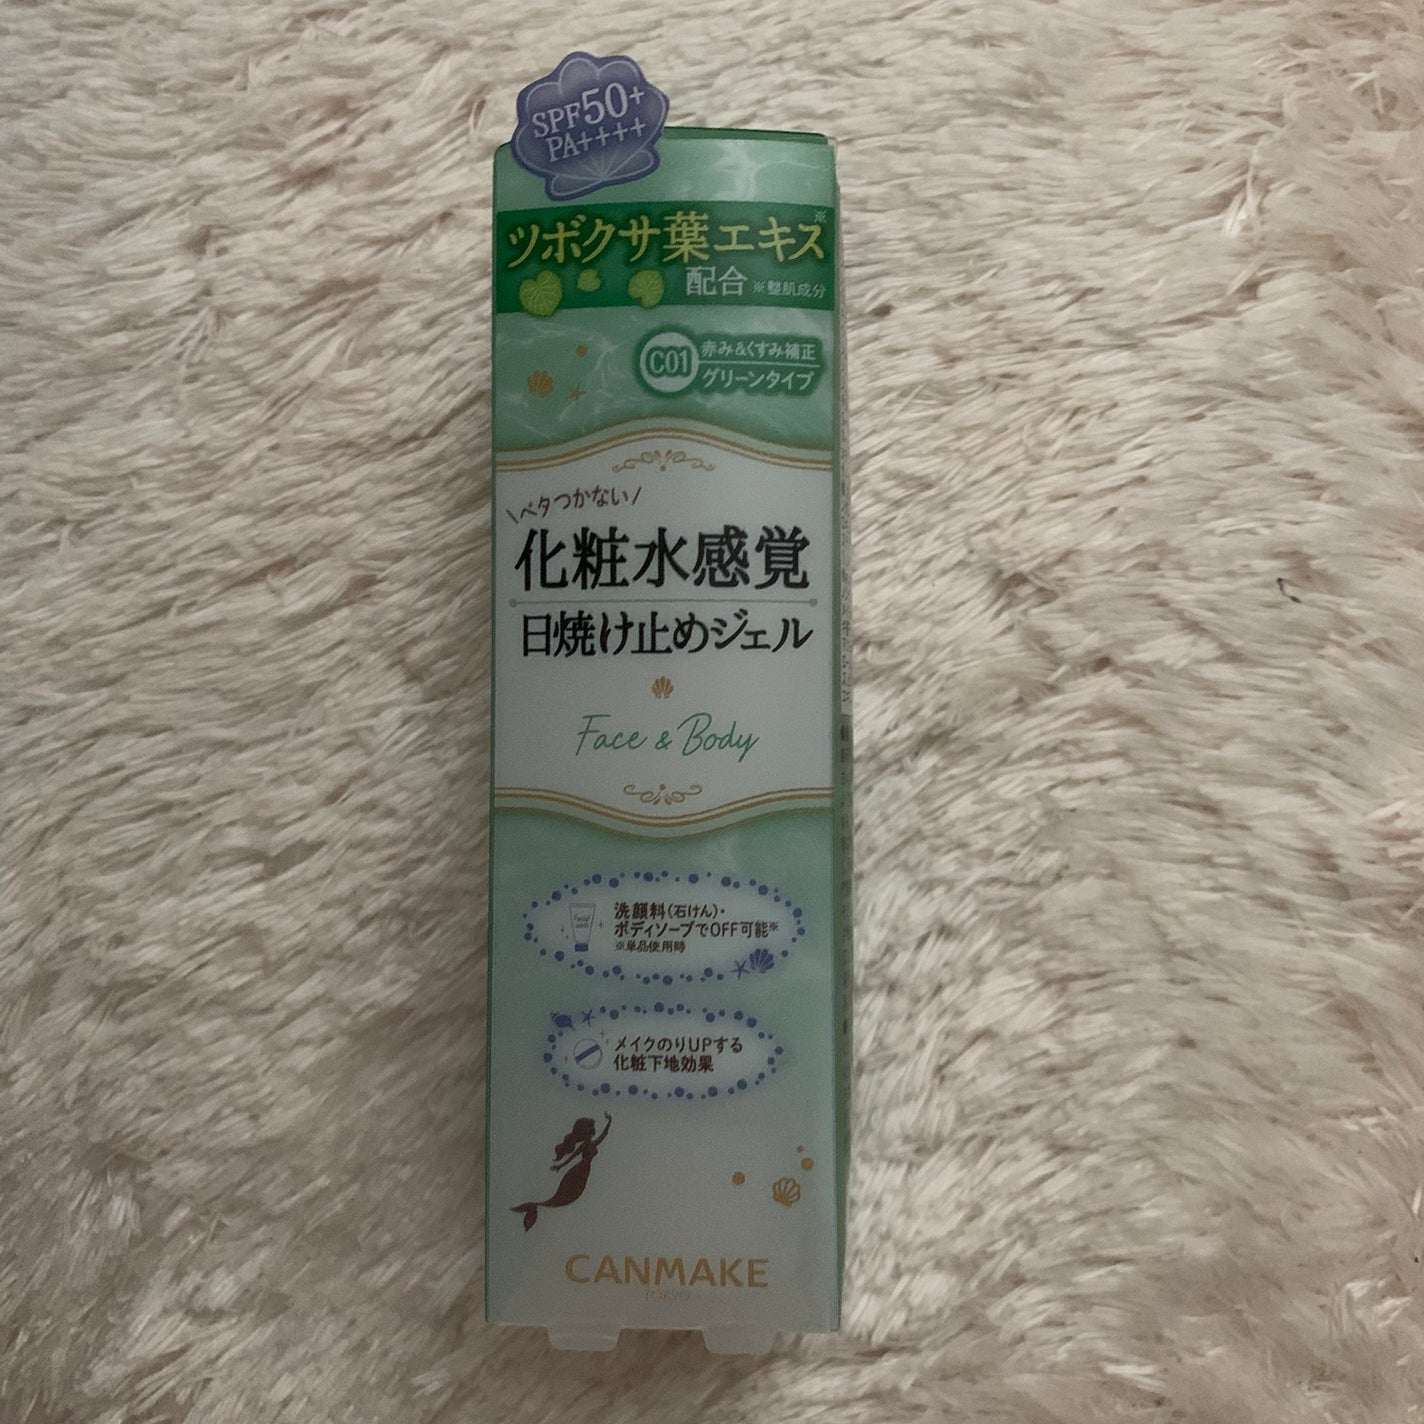 SPF50+
PA++++
ツボクサ葉エキス※
配合 ※整肌成分
C01
赤み&くすみ補正
グリーンタイプ
\ベタつかない/
化粧水感覚
日焼け止めジェル
Face & Body
洗顔料(石けん)・
ボディソープでOFF可能※
※単品使用時
メイクのりUPする
化粧下地効果
CANMAKE
TOKYO